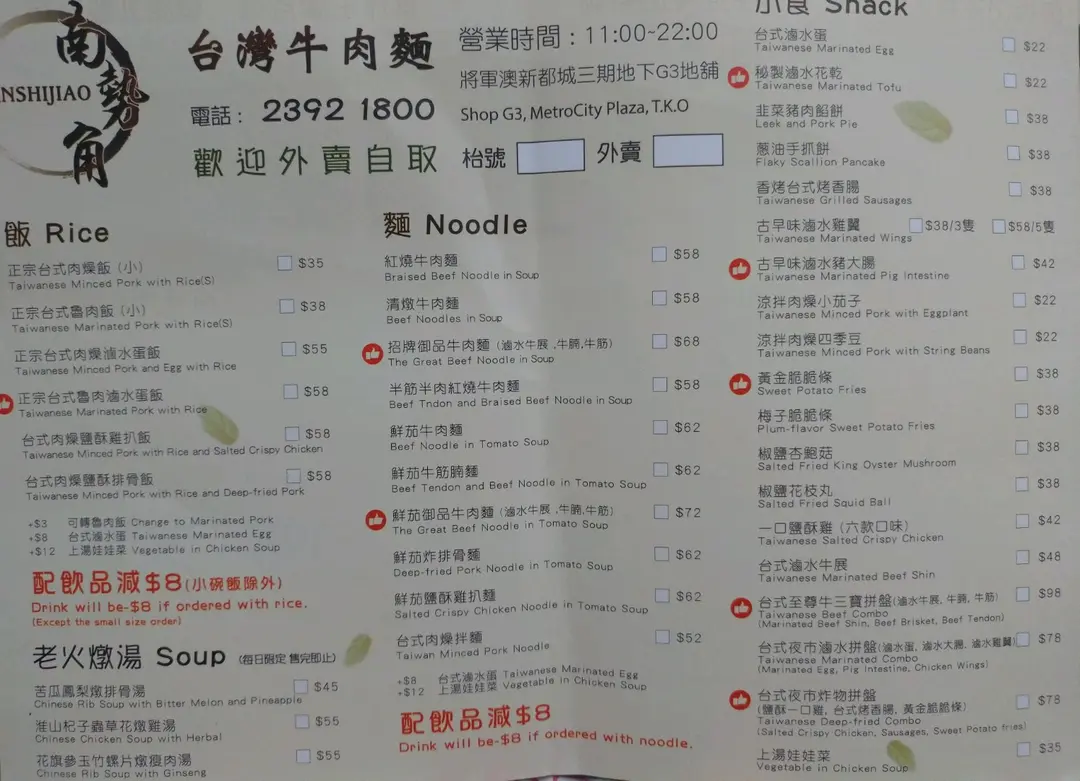 南勢角
NSHIJIAO
台灣牛肉麵
電話： 2392 1800
歡迎外賣自取
營業時間：11:00~22:00
將軍澳新都城三期地下G3地舖
Shop G3, MetroCity Plaza, T.K.O
枱號 外賣
飯 Rice
正宗台式肉燥飯 (小) $35
Taiwanese Minced Pork with Rice(S)
正宗台式魯肉飯 (小) $38
Taiwanese Marinated Pork with Rice(S)
正宗台式肉燥滷水蛋飯 $55
Taiwanese Minced Pork and Egg with Rice
正宗台式魯肉滷水蛋飯 $58
Taiwanese Marinated Pork with Rice
台式肉燥鹽酥雞扒飯 $58
Taiwanese Minced Pork with Rice and Salted Crispy Chicken
台式肉燥鹽酥排骨飯 $58
Taiwanese Minced Pork with Rice and Deep-fried Pork
+$3 可轉魯肉飯 Change to Marinated Pork
+$8 台式滷水蛋 Taiwanese Marinated Egg
+$12 上湯娃娃菜 Vegetable in Chicken Soup
配飲品減$8(小碗飯除外)
Drink will be-$8 if ordered with rice.
(Except the small size order)
老火燉湯 Soup (每日限定 售完即止)
苦瓜鳳梨燉排骨湯 $45
Chinese Rib Soup with Bitter Melon and Pineapple
淮山杞子蟲草花燉雞湯 $55
Chinese Chicken Soup with Herbal
花旗參玉竹螺片燉瘦肉湯 $55
Chinese Rib Soup with Ginseng
麵 Noodle
紅燒牛肉麵 $58
Braised Beef Noodle in Soup
清燉牛肉麵 $58
Beef Noodles in Soup
招牌御品牛肉麵 (滷水牛展 ,牛腩,牛筋) $68
The Great Beef Noodle in Soup
半筋半肉紅燒牛肉麵 $58
Beef Tndon and Braised Beef Noodle in Soup
鮮茄牛肉麵 $62
Beef Noodle in Tomato Soup
鮮茄牛筋腩麵 $62
Beef Tendon and Beef Noodle in Tomato Soup
鮮茄御品牛肉麵 (滷水牛展 ,牛腩,牛筋) $72
The Great Beef Noodle in Tomato Soup
鮮茄炸排骨麵 $62
Deep-fried Pork Noodle in Tomato Soup
鮮茄鹽酥雞扒麵 $62
Salted Crispy Chicken Noodle in Tomato Soup
台式肉燥拌麵 $52
Taiwan Minced Pork Noodle
+$8 台式滷水蛋 Taiwanese Marinated Egg
+$12 上湯娃娃菜 Vegetable in Chicken Soup
配飲品減$8
Drink will be-$8 if ordered with noodle.
小食 Snack
台式滷水蛋 $22
Taiwanese Marinated Egg
秘製滷水花乾 $22
Taiwanese Marinated Tofu
韭菜豬肉餡餅 $38
Leek and Pork Pie
蔥油手抓餅 $38
Flaky Scallion Pancake
香烤台式烤香腸 $38
Taiwanese Grilled Sausages
古早味滷水雞翼 $38/3隻 $58/5隻
Taiwanese Marinated Wings
古早味滷水豬大腸 $42
Taiwanese Marinated Pig Intestine
涼拌肉燥小茄子 $22
Taiwanese Minced Pork with Eggplant
涼拌肉燥四季豆 $22
Taiwanese Minced Pork with String Beans
黃金脆脆條 $38
Sweet Potato Fries
梅子脆脆條 $38
Plum-flavor Sweet Potato Fries
椒鹽杏鮑菇 $38
Salted Fried King Oyster Mushroom
椒鹽花枝丸 $38
Salted Fried Squid Ball
一口鹽酥雞 (六款口味) $42
Taiwanese Salted Crispy Chicken
台式滷水牛展 $48
Taiwanese Marinated Beef Shin
台式至尊牛三寶拼盤(滷水牛展, 牛腩, 牛筋) $98
Taiwanese Beef Combo
(Marinated Beef Shin, Beef Brisket, Beef Tendon)
台式夜市滷水拼盤(滷水蛋, 滷水大腸, 滷水雞翼) $78
Taiwanese Marinated Combo
(Marinated Egg, Pig Intestine, Chicken Wings)
台式夜市炸物拼盤 $78
(鹽酥一口雞, 台式烤香腸, 黃金脆脆條)
Taiwanese Deep-fried Combo
(Salted Crispy Chicken, Sausages, Sweet Potato fries)
上湯娃娃菜 $35
Vegetable in Chicken Soup